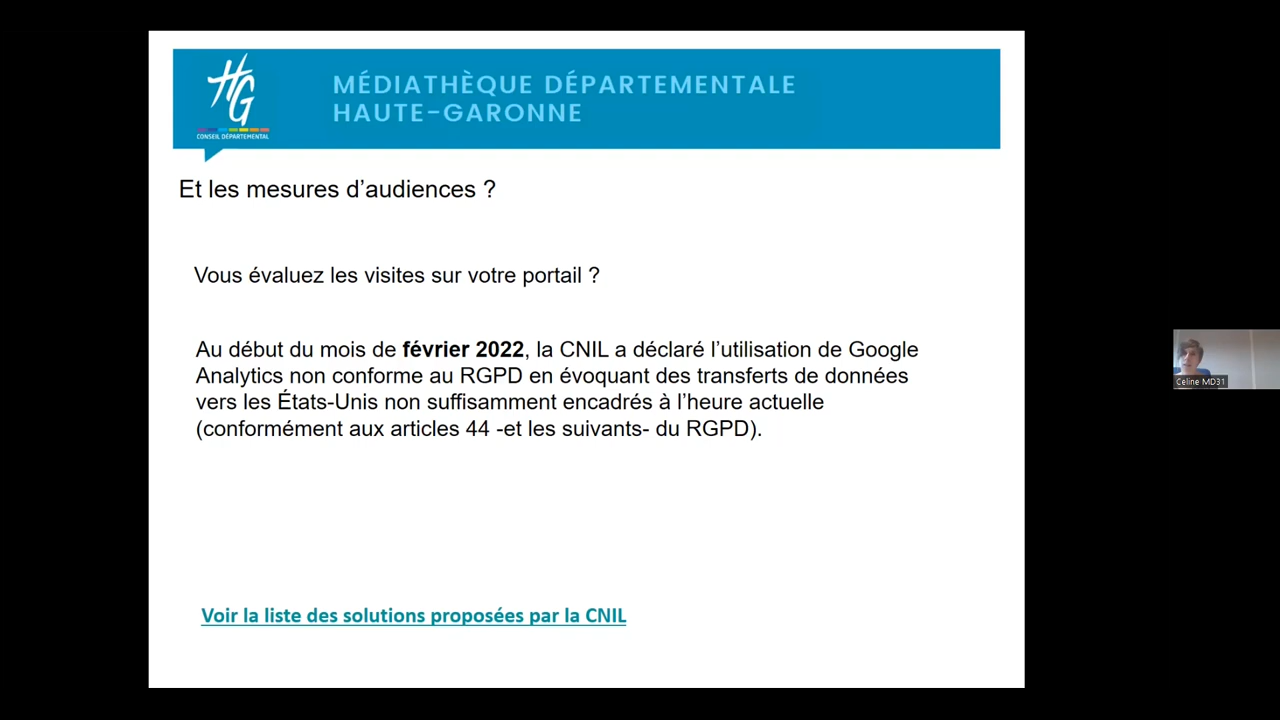 HG
CONSEIL DÉPARTEMENTAL
MÉDIATHÈQUE DÉPARTEMENTALE
HAUTE-GARONNE
Et les mesures d’audiences ?
Vous évaluez les visites sur votre portail ?
Au début du mois de février 2022, la CNIL a déclaré l’utilisation de Google
Analytics non conforme au RGPD en évoquant des transferts de données
vers les États-Unis non suffisamment encadrés à l’heure actuelle
(conformément aux articles 44 -et les suivants- du RGPD).
Voir la liste des solutions proposées par la CNIL
Celine MD31